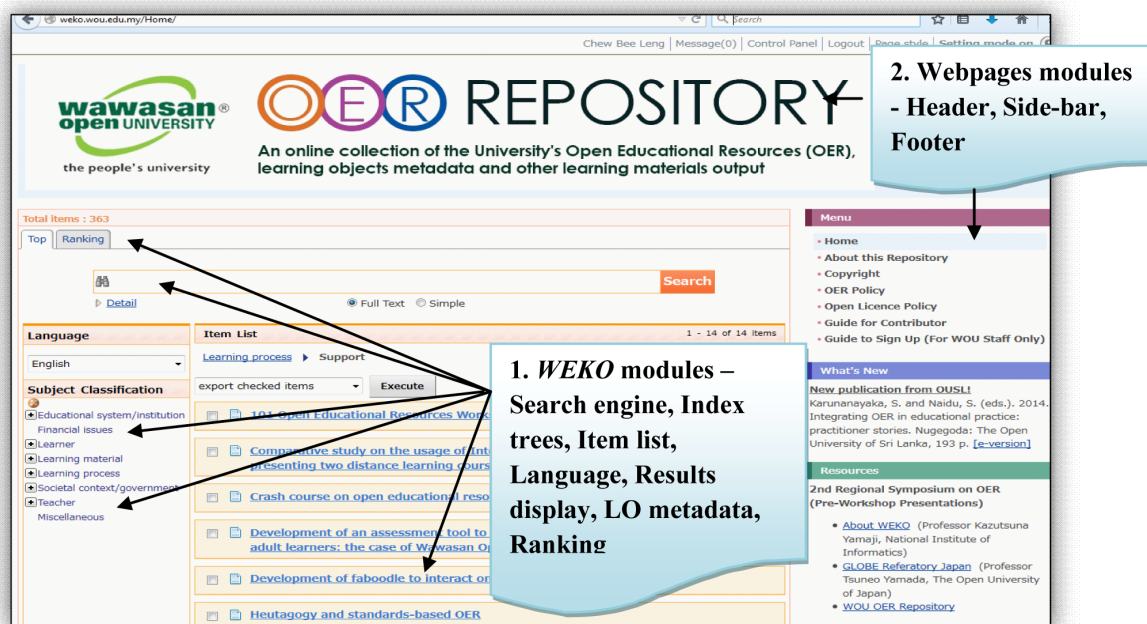 weko.wou.edu.my/Home/
Search
Chew Bee Leng | Message(0) | Control Panel | Logout | Page style | Setting mode on
wawasan®
open UNIVERSITY
the people's university
OER REPOSITORY
An online collection of the University's Open Educational Resources (OER),
learning objects metadata and other learning materials output
2. Webpages modules
- Header, Side-bar,
Footer
Total items : 363
Top
Ranking
Search
Detail
Full Text
Simple
Language
English
Subject Classification
Educational system/institution
Financial issues
Learner
Learning material
Learning process
Societal context/government
Teacher
Miscellaneous
Item List
1 - 14 of 14 items
Learning process
Support
export checked items
Execute
101 Open Educational Resources
Comparative study on the usage of
presenting two distance learning
Crash course on open educational
Development of an assessment tool to
adult learners: the case of Wawasan
Development of faboodle to interact
Heutagogy and standards-based OER
1. WEKO modules –
Search engine, Index
trees, Item list,
Language, Results
display, LO metadata,
Ranking
Menu
Home
About this Repository
Copyright
OER Policy
Open Licence Policy
Guide for Contributor
Guide to Sign Up (For WOU Staff Only)
What's New
New publication from OUSL!
Karunanayaka, S. and Naidu, S. (eds.). 2014.
Integrating OER in educational practice:
practitioner stories. Nugegoda: The Open
University of Sri Lanka, 193 p. [e-version]
Resources
2nd Regional Symposium on OER
(Pre-Workshop Presentations)
About WEKO (Professor Kazutsuna
Yamaji, National Institute of
Informatics)
GLOBE Referatory Japan (Professor
Tsuneo Yamada, The Open University
of Japan)
WOU OER Repository